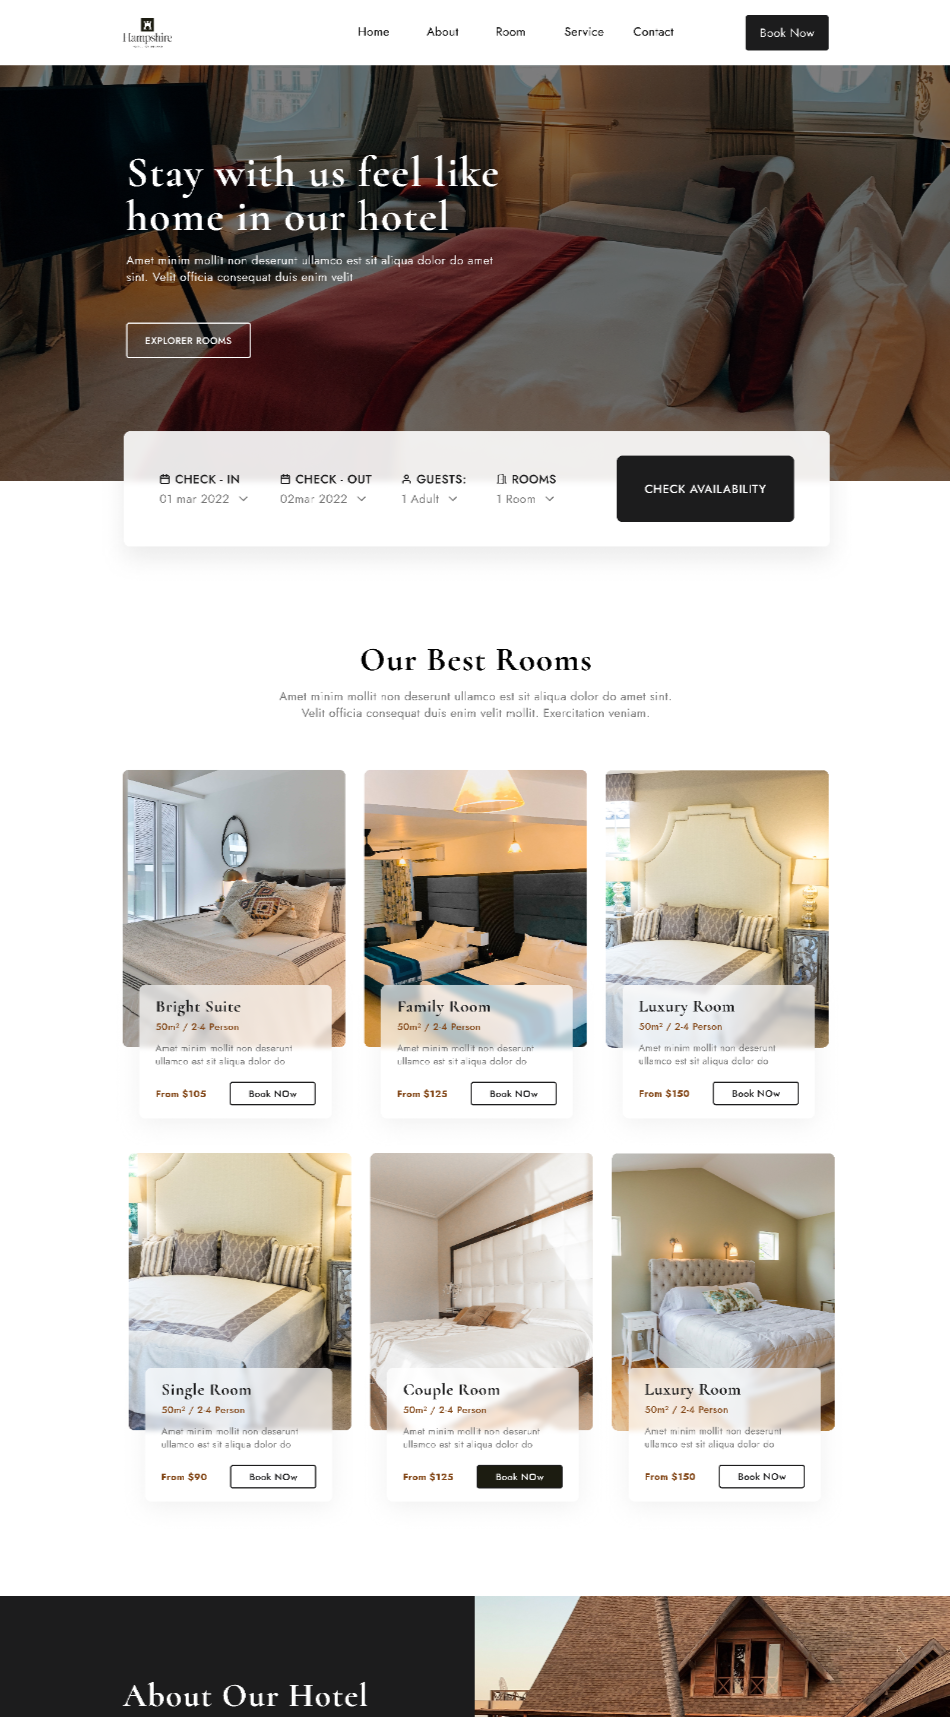 Hampshire
Home About Room Service Contact
Book Now
Stay with us feel like
home in our hotel
Amet minim mollit non deserunt ullamco est sit aliqua dolor do amet
sint. Velit officia consequat duis enim velit
EXPLORER ROOMS
CHECK - IN
01 mar 2022
CHECK - OUT
02mar 2022
GUESTS:
1 Adult
ROOMS
1 Room
CHECK AVAILABILITY
Our Best Rooms
Amet minim mollit non deserunt ullamco est sit aliqua dolor do amet sint.
Velit officia consequat duis enim velit mollit. Exercitation veniam.
Bright Suite
50m² / 2-4 Person
Amet minim mollit non deserunt
ullamco est sit aliqua dolor do
From $105
Book NOw
Family Room
50m² / 2-4 Person
Amet minim mollit non deserunt
ullamco est sit aliqua dolor do
From $125
Book NOw
Luxury Room
50m² / 2-4 Person
Amet minim mollit non deserunt
ullamco est sit aliqua dolor do
From $150
Book NOw
Single Room
50m² / 2-4 Person
Amet minim mollit non deserunt
ullamco est sit aliqua dolor do
From $90
Book NOw
Couple Room
50m² / 2-4 Person
Amet minim mollit non deserunt
ullamco est sit aliqua dolor do
From $125
Book NOw
Luxury Room
50m² / 2-4 Person
Amet minim mollit non deserunt
ullamco est sit aliqua dolor do
From $150
Book NOw
About Our Hotel